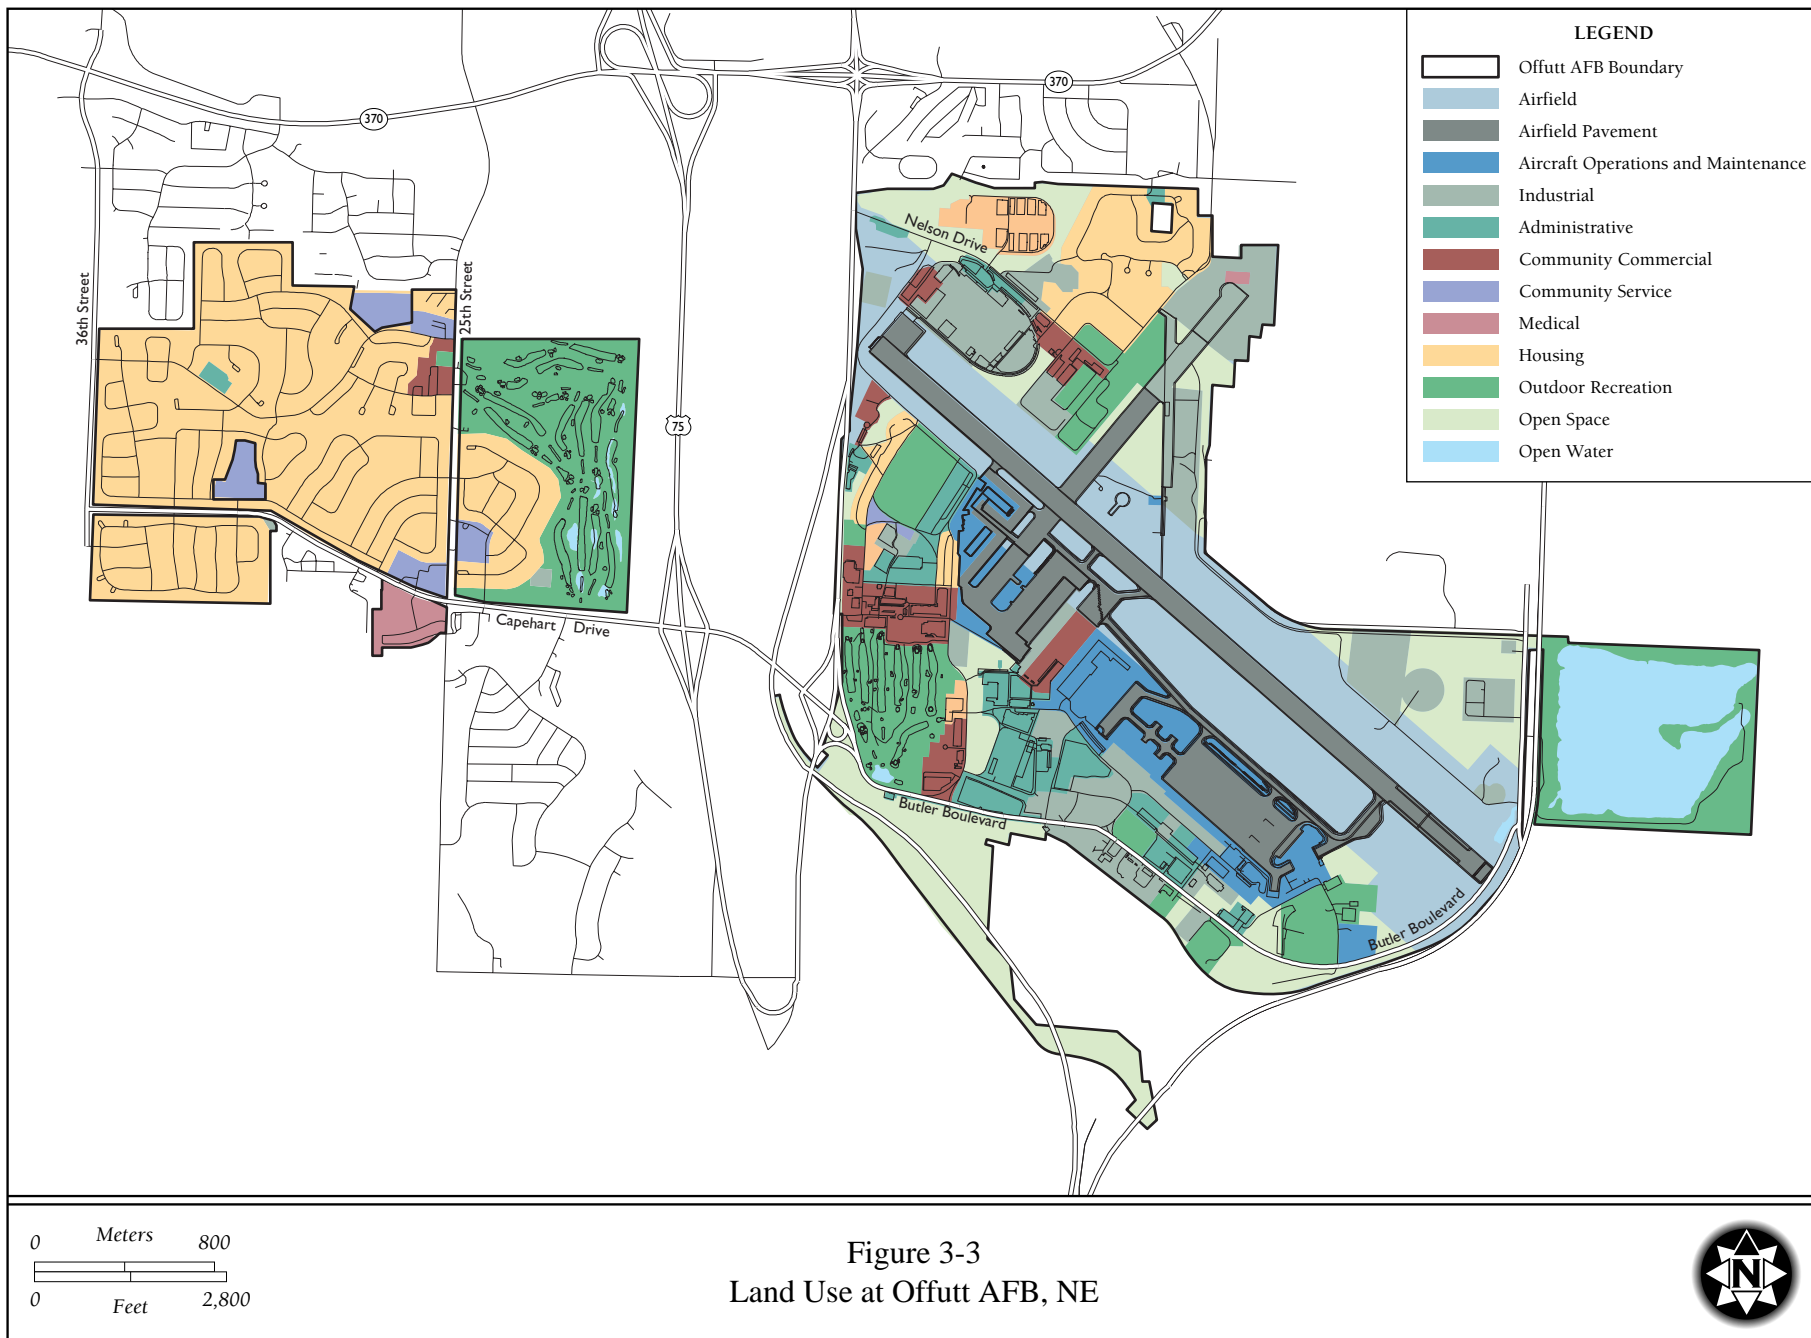 LEGEND
Offutt AFB Boundary
Airfield
Airfield Pavement
Aircraft Operations and Maintenance
Industrial
Administrative
Community Commercial
Community Service
Medical
Housing
Outdoor Recreation
Open Space
Open Water
370
370
Nelson Drive
36th Street
25th Street
75
Capehart Drive
Butler Boulevard
Butler Boulevard
0 Meters 800
0 Feet 2,800
Figure 3-3
Land Use at Offutt AFB, NE
N